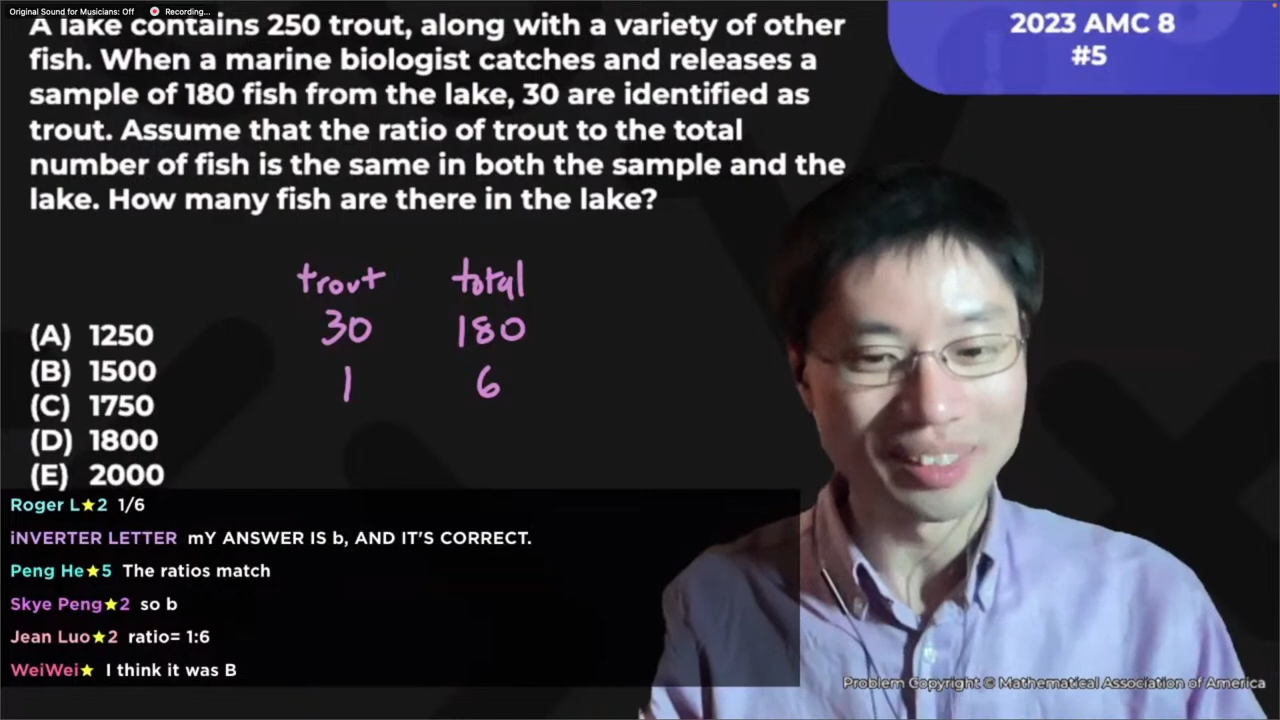 Original Sound for Musicians: Off Recording...
A lake contains 250 trout, along with a variety of other
fish. When a marine biologist catches and releases a
sample of 180 fish from the lake, 30 are identified as
trout. Assume that the ratio of trout to the total
number of fish is the same in both the sample and the
lake. How many fish are there in the lake?
2023 AMC 8
#5
trout total
30 180
1 6
(A) 1250
(B) 1500
(C) 1750
(D) 1800
(E) 2000
Roger L★2 1/6
iNVERTER LETTER mY ANSWER IS b, AND IT'S CORRECT.
Peng He★5 The ratios match
Skye Peng★2 so b
Jean Luo★2 ratio= 1:6
WeiWei★ I think it was B
Problem Copyright © Mathematical Association of America